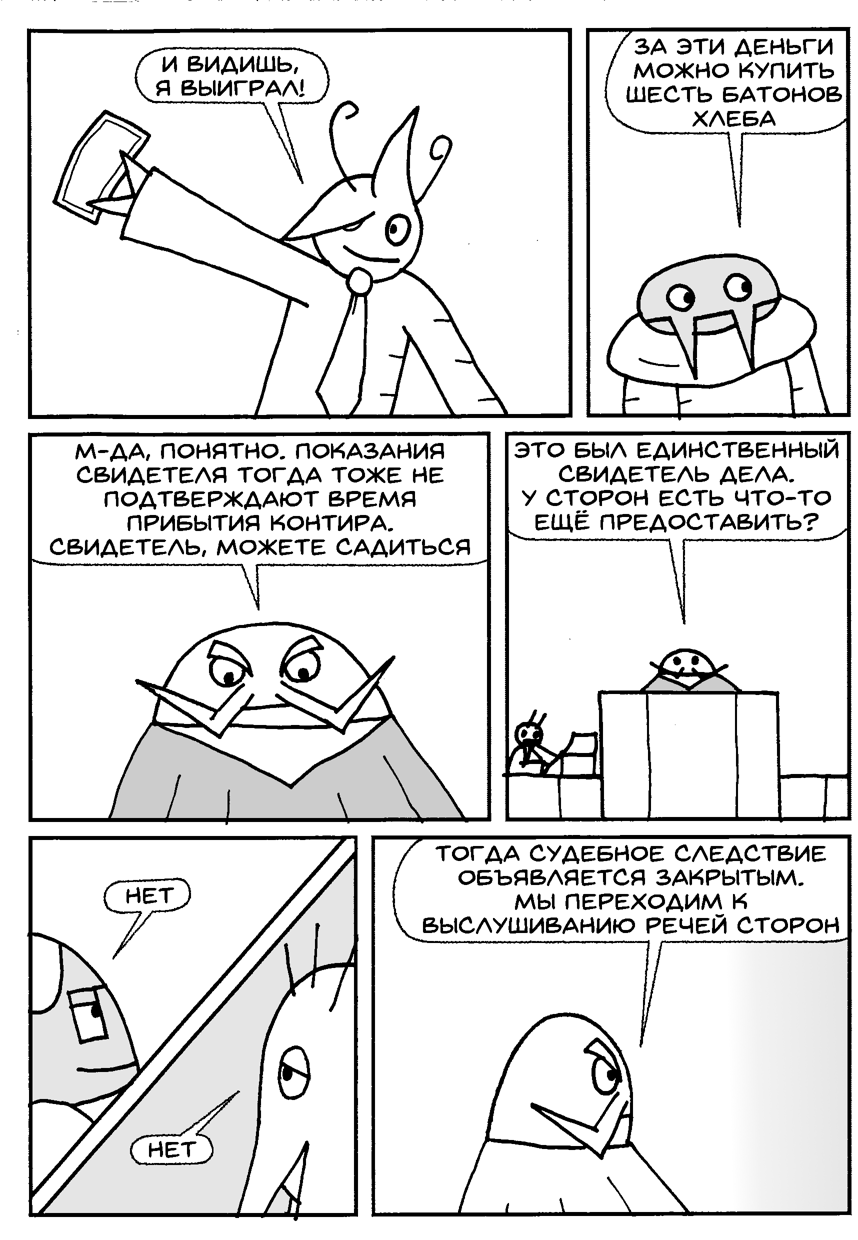 И ВИДИШЬ,
Я ВЫИГРАЛ!
ЗА ЭТИ ДЕНЬГИ
МОЖНО КУПИТЬ
ШЕСТЬ БАТОНОВ
ХЛЕБА
М-ДА, ПОНЯТНО. ПОКАЗАНИЯ
СВИДЕТЕЛЯ ТОГДА ТОЖЕ НЕ
ПОДТВЕРЖДАЮТ ВРЕМЯ
ПРИБЫТИЯ КОНТИРА.
СВИДЕТЕЛЬ, МОЖЕТЕ САДИТЬСЯ
ЭТО БЫЛ ЕДИНСТВЕННЫЙ
СВИДЕТЕЛЬ ДЕЛА.
У СТОРОН ЕСТЬ ЧТО-ТО
ЕЩЁ ПРЕДОСТАВИТЬ?
НЕТ
НЕТ
ТОГДА СУДЕБНОЕ СЛЕДСТВИЕ
ОБЪЯВЛЯЕТСЯ ЗАКРЫТЫМ.
МЫ ПЕРЕХОДИМ К
ВЫСЛУШИВАНИЮ РЕЧЕЙ СТОРОН